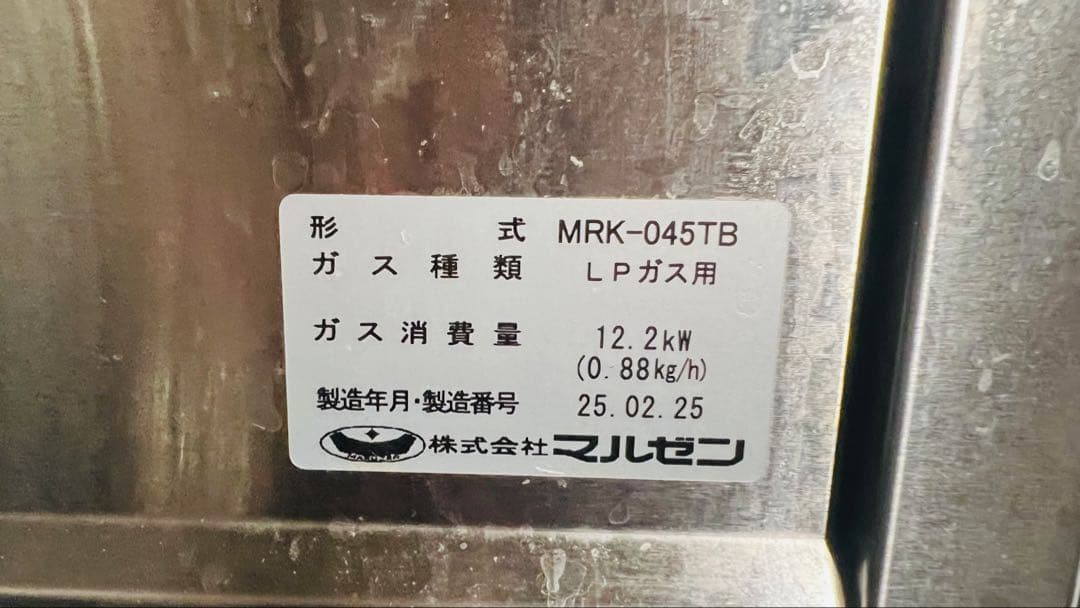 形式 MRK-045TB
ガス種類 LPガス用
ガス消費量 12.2kW
(0.88kg/h)
製造年月・製造番号 25.02.25
株式会社マルゼン